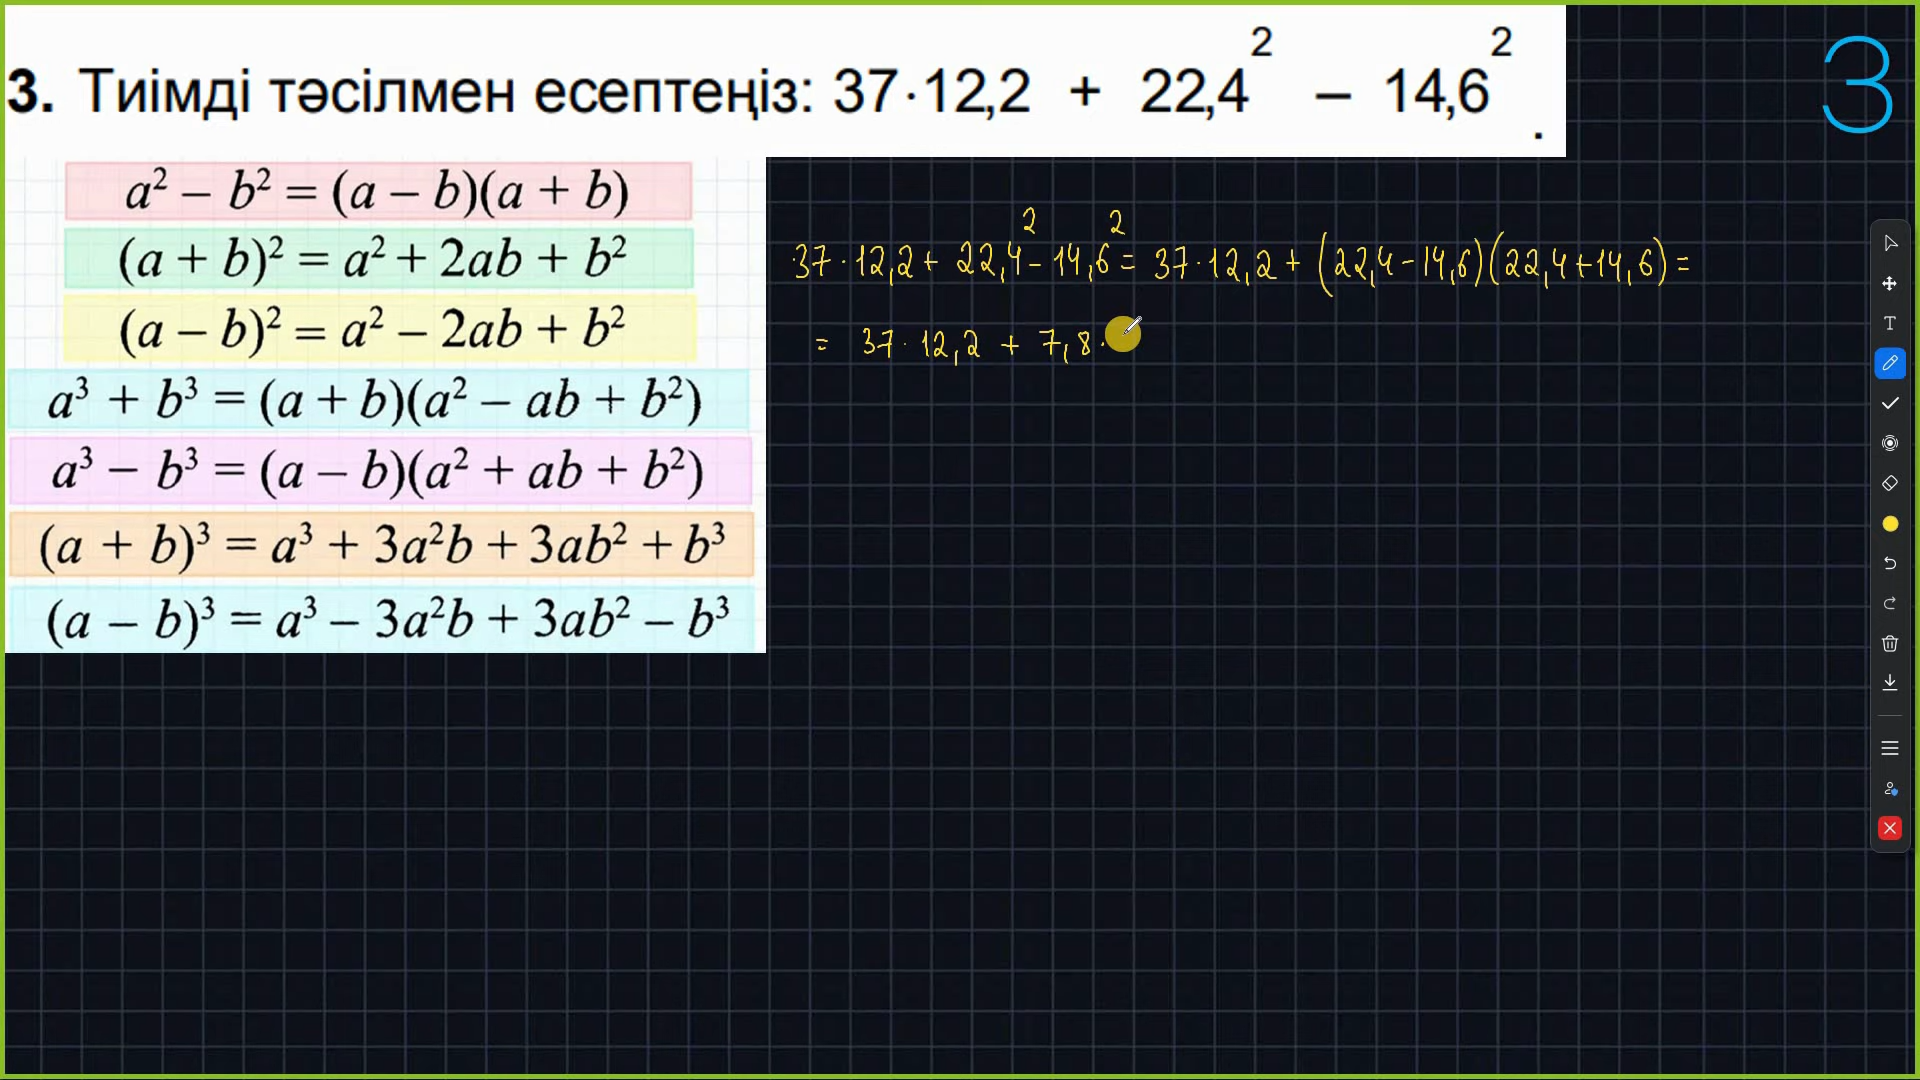 3. Тиімді тәсілмен есептеңіз: 37·12,2 + 22,4² – 14,6².
3
a² – b² = (a – b)(a + b)
(a + b)² = a² + 2ab + b²
(a – b)² = a² – 2ab + b²
a³ + b³ = (a + b)(a² – ab + b²)
a³ – b³ = (a – b)(a² + ab + b²)
(a + b)³ = a³ + 3a²b + 3ab² + b³
(a – b)³ = a³ – 3a²b + 3ab² – b³
37·12,2 + 22,4² – 14,6² = 37·12,2 + (22,4–14,6)(22,4+14,6) =
= 37·12,2 + 7,8·
T